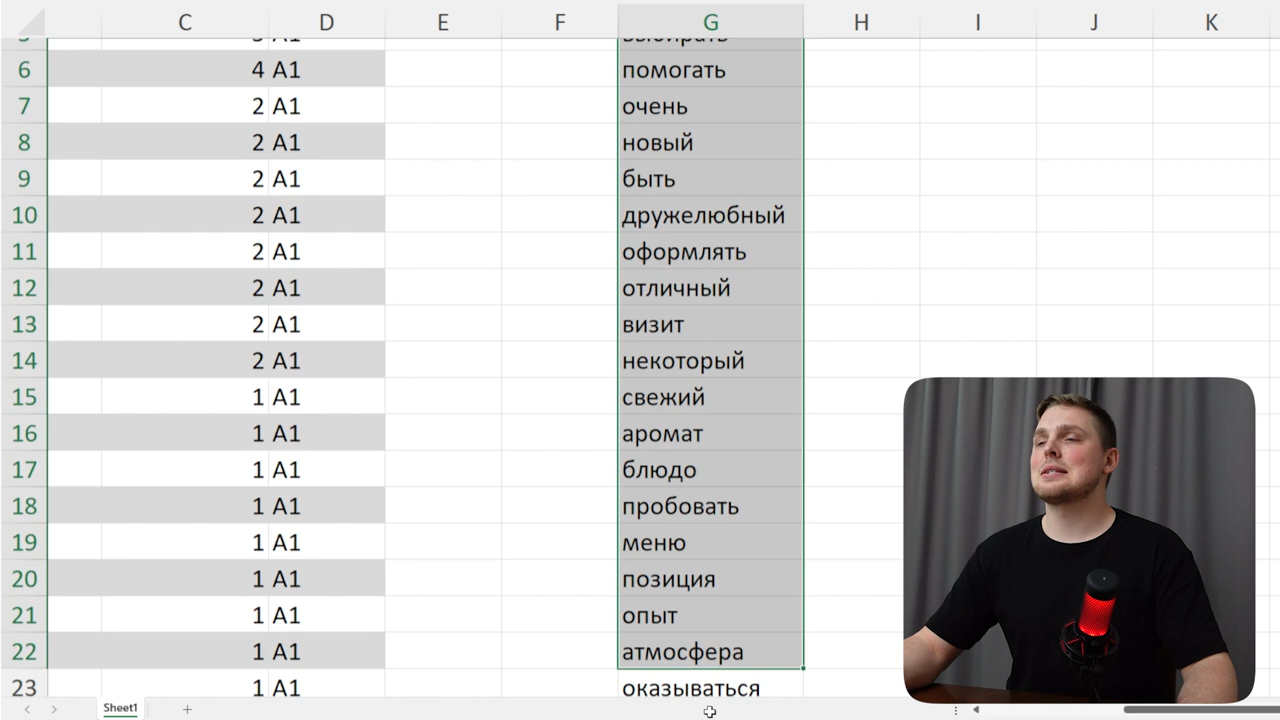 C D E F G H I J K
5 A1 выбирать
6 4 A1 помогать
7 2 A1 очень
8 2 A1 новый
9 2 A1 быть
10 2 A1 дружелюбный
11 2 A1 оформлять
12 2 A1 отличный
13 2 A1 визит
14 2 A1 некоторый
15 1 A1 свежий
16 1 A1 аромат
17 1 A1 блюдо
18 1 A1 пробовать
19 1 A1 меню
20 1 A1 позиция
21 1 A1 опыт
22 1 A1 атмосфера
23 1 A1 оказываться
Sheet1